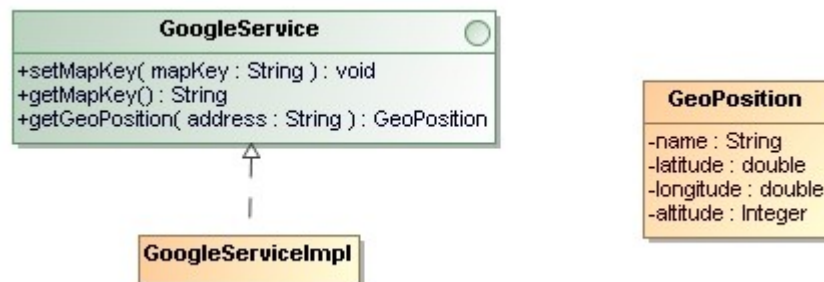 GoogleService
+setMapKey( mapKey : String ) : void
+getMapKey() : String
+getGeoPosition( address : String ) : GeoPosition
GoogleServiceImpl
GeoPosition
-name : String
-latitude : double
-longitude : double
-altitude : Integer